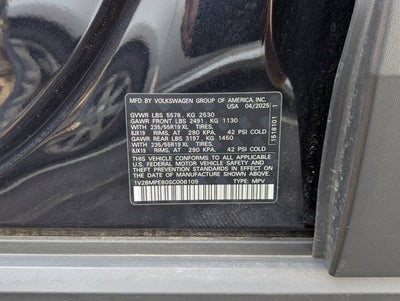 MFD. BY VOLKSWAGEN GROUP OF AMERICA, INC.
USA 04/2025 1
GVWR LBS 5578, KG 2530
GAWR FRONT LBS 2491, KG 1130
WITH 235/55R19 XL TIRES,
8JX19 RIMS, AT 290 KPA, 42 PSI COLD
GAWR REAR LBS 3197 KG 1450
WITH 235/55R19 XL TIRES,
8JX19 RIMS, AT 290 KPA, 42 PSI COLD
THIS VEHICLE CONFORMS TO ALL APPLICABLE
U.S. FEDERAL MOTOR VEHICLE SAFETY AND
THEFT PREVENTION STANDARDS IN EFFECT ON
THE DATE OF MANUFACTURE SHOWN ABOVE.
1V2BMPE80SC006109 TYPE: MPV
1518101